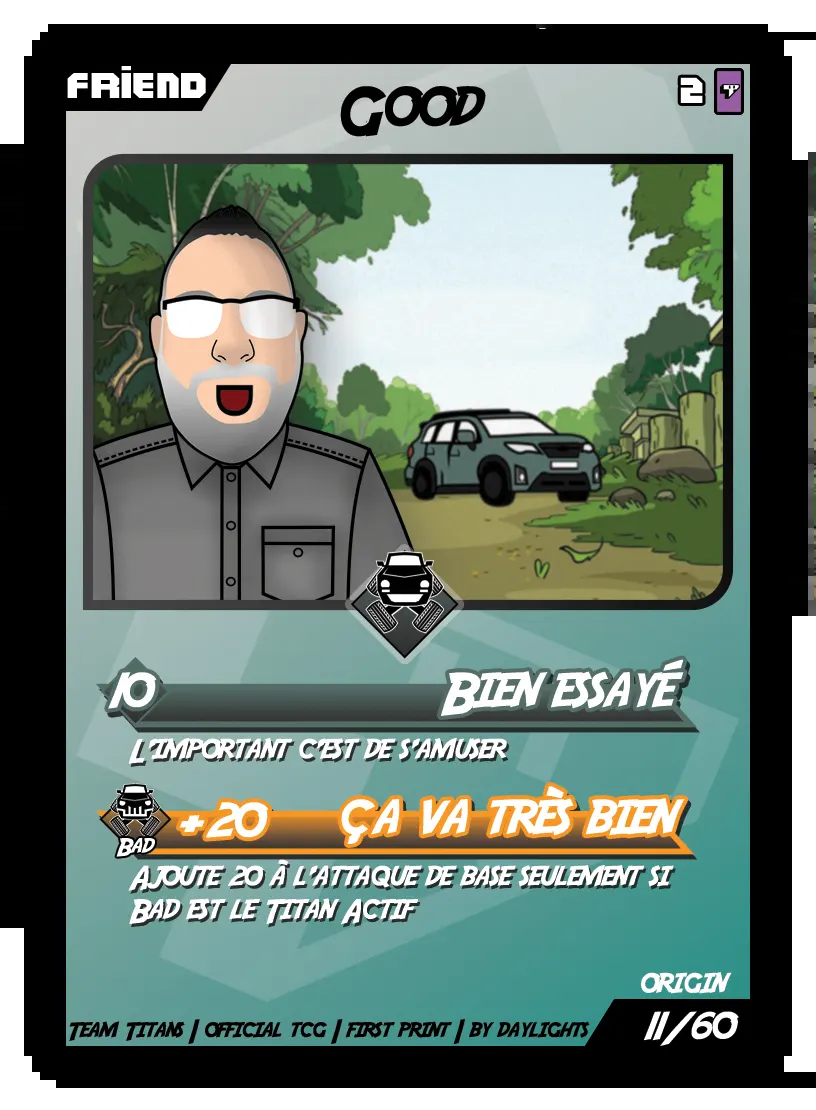 FRIEND
GOOD
2
10 BIEN ESSAYÉ
L'IMPORTANT C'EST DE S'AMUSER
BAD +20 ÇA VA TRÈS BIEN
AJOUTE 20 À L'ATTAQUE DE BASE SEULEMENT SI
BAD EST LE TITAN ACTIF
ORIGIN
TEAM TITANS | OFFICIAL TCG | FIRST PRINT | BY DAYLIGHTS
11/60